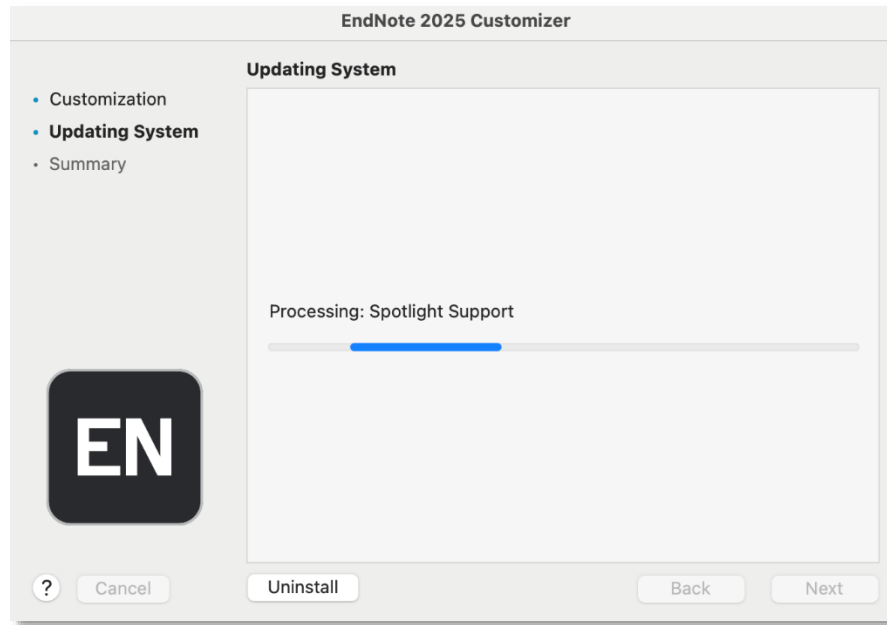 EndNote 2025 Customizer
Updating System
Customization
Updating System
Summary
Processing: Spotlight Support
EN
?
Cancel
Uninstall
Back
Next